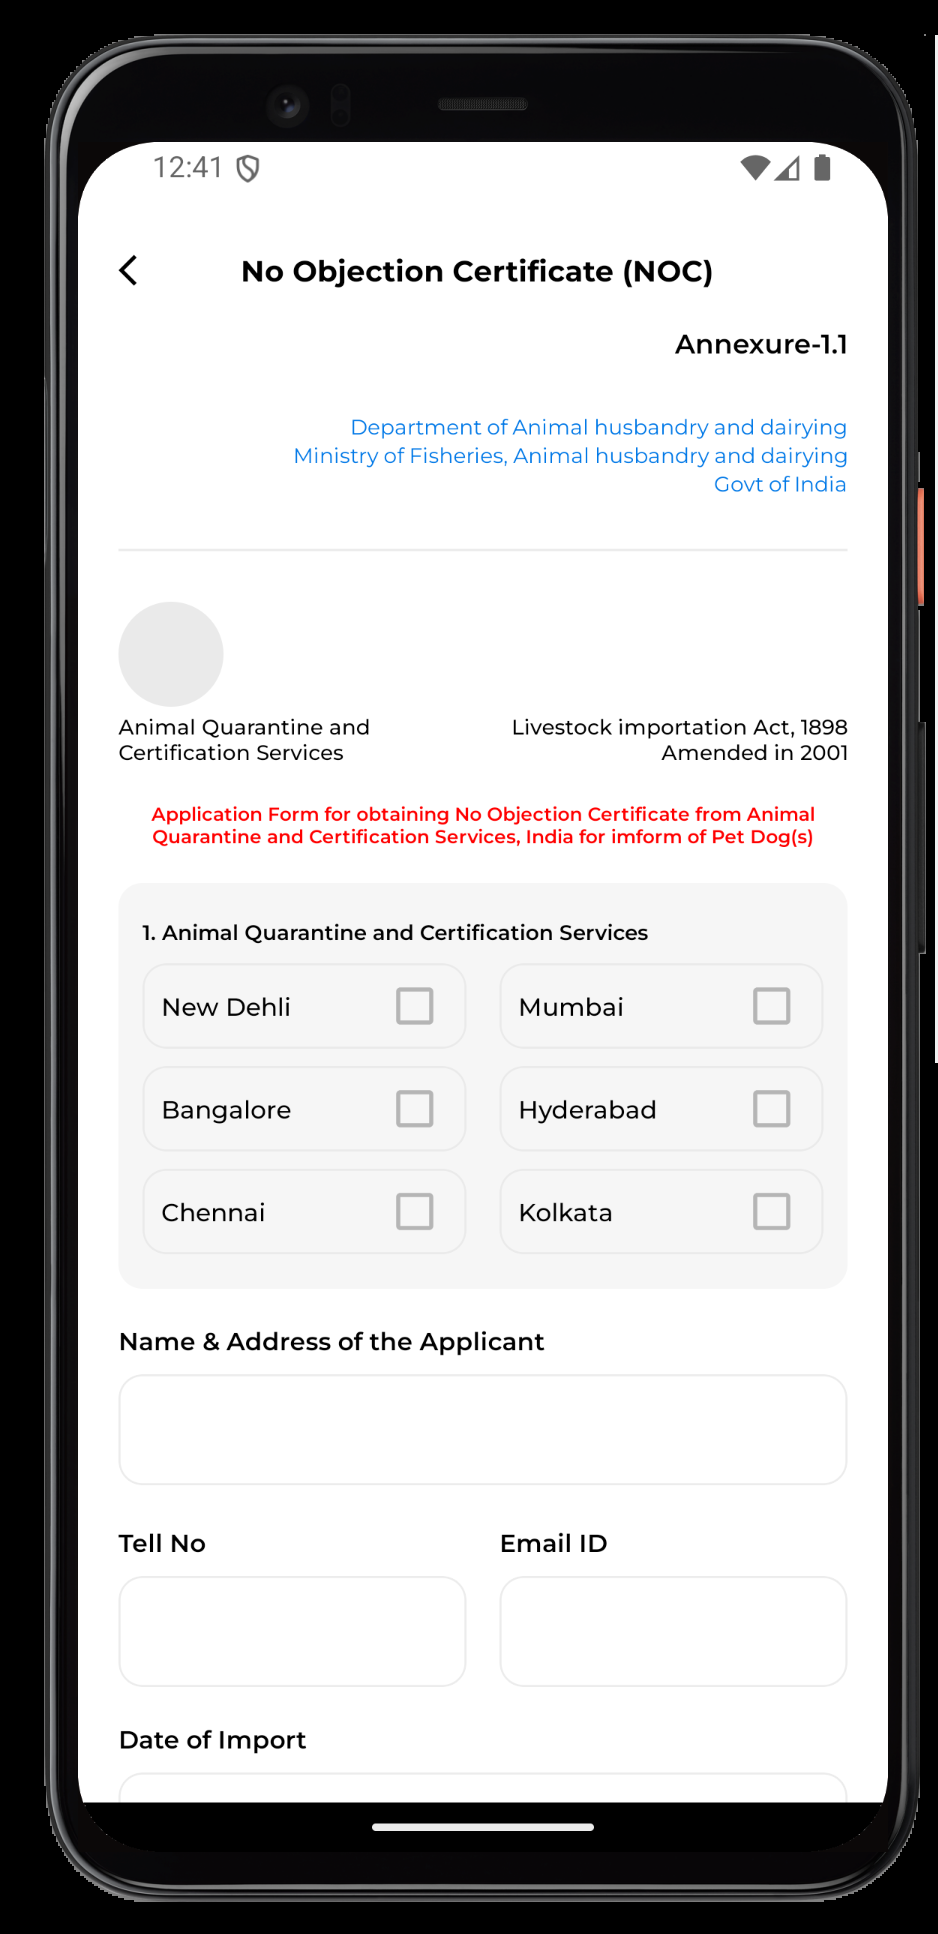 12:41
No Objection Certificate (NOC)
Annexure-1.1
Department of Animal husbandry and dairying
Ministry of Fisheries, Animal husbandry and dairying
Govt of India
Animal Quarantine and
Certification Services
Livestock importation Act, 1898
Amended in 2001
Application Form for obtaining No Objection Certificate from Animal
Quarantine and Certification Services, India for imform of Pet Dog(s)
1. Animal Quarantine and Certification Services
New Dehli
Mumbai
Bangalore
Hyderabad
Chennai
Kolkata
Name & Address of the Applicant
Tell No
Email ID
Date of Import